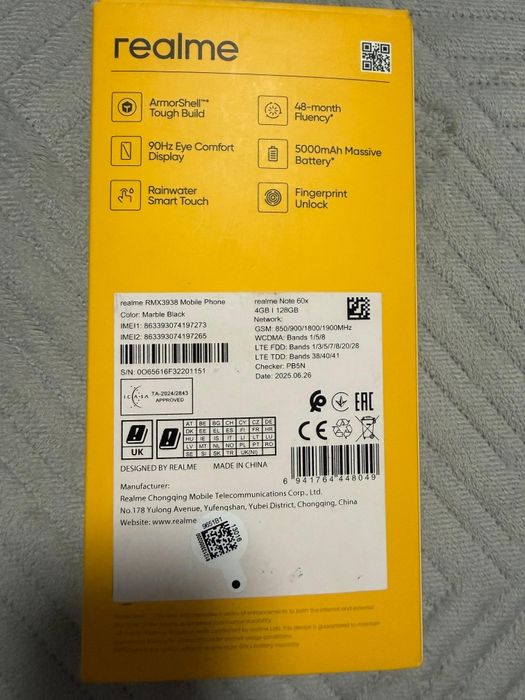 realme
ArmorShell™*
Tough Build
48-month
Fluency*
90Hz Eye Comfort
Display
5000mAh Massive
Battery*
Rainwater
Smart Touch
Fingerprint
Unlock
realme RMX3938 Mobile Phone
Color: Marble Black
IMEI1: 863393074197273
IMEI2: 863393074197265
S/N: 0O65616F32201151
realme Note 60x
4GB | 128GB
Network:
GSM: 850/900/1800/1900MHz
WCDMA: Bands 1/5/8
LTE FDD: Bands 1/3/5/7/8/20/28
LTE TDD: Bands 38/40/41
Checker: PB5N
Date: 2025.06.26
ICASA
TA-2024/2843
APPROVED
EAC
CE
UK
AT BE BG CH CY CZ DE
DK EE EL ES FI FR HR
HU IE IS IT LI LT LU
LV MT NL NO PL PT RO
SE SI SK TR UK(NI)
DESIGNED BY REALME
MADE IN CHINA
6 941764 448049
Manufacturer:
Realme Chongqing Mobile Telecommunications Corp., Ltd.
No.178 Yulong Avenue, Yufengshan, Yubei District, Chongqing, China
Website: www.realme
9651B1